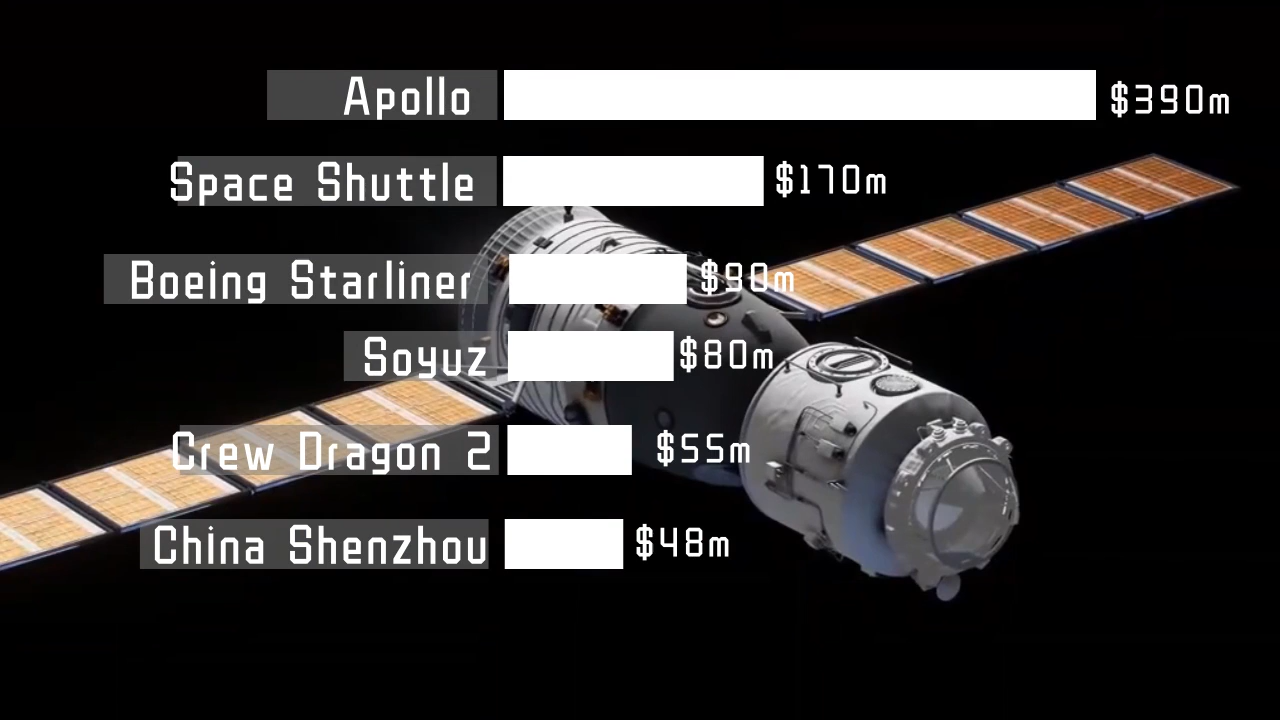 Apollo $390m
Space Shuttle $170m
Boeing Starliner $90m
Soyuz $80m
Crew Dragon 2 $55m
China Shenzhou $48m